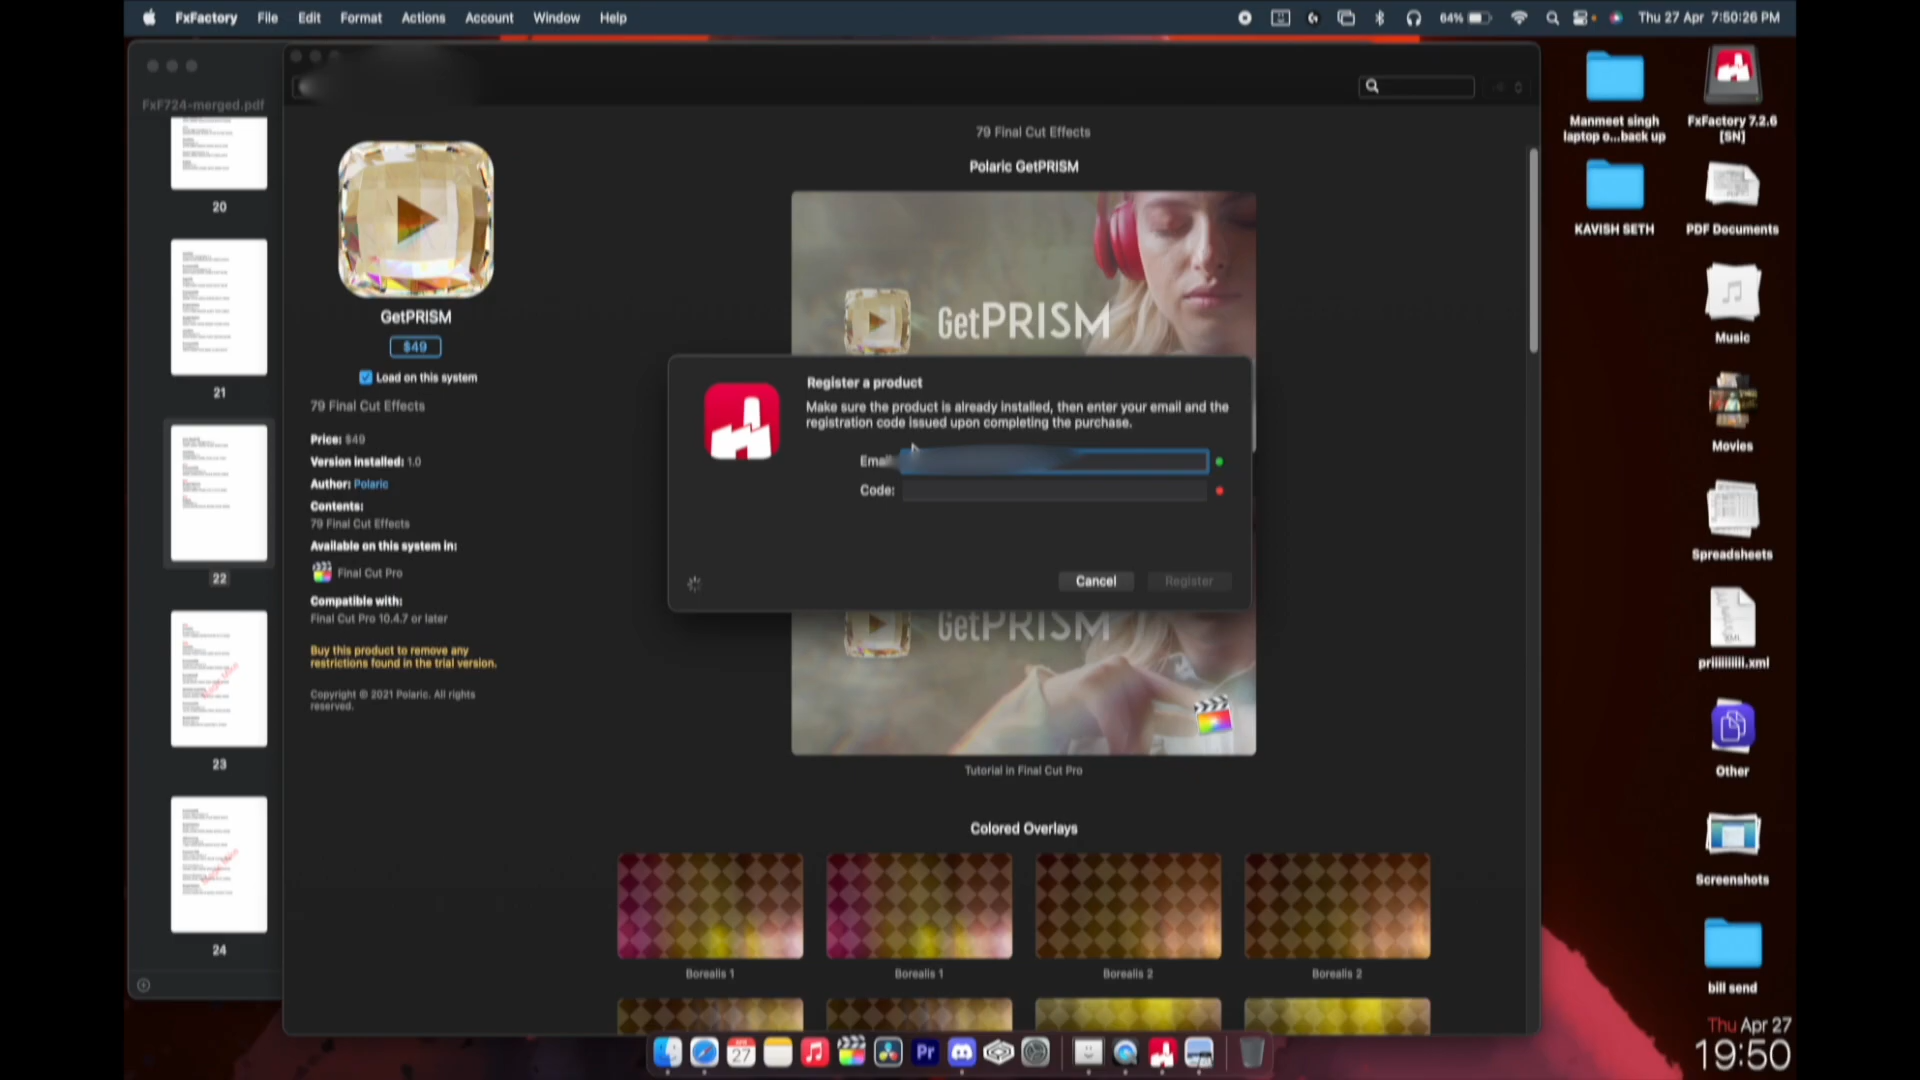 FxFactory File Edit Format Actions Account Window Help
64% Thu 27 Apr 7:50:26 PM
FxF724-merged.pdf
20
21
22
23
24
GetPRISM
$49
Load on this system
79 Final Cut Effects
Price: $49
Version installed: 1.0
Author: Polaric
Contents:
79 Final Cut Effects
Available on this system in:
Final Cut Pro
Compatible with:
Final Cut Pro 10.4.7 or later
Buy this product to remove any
restrictions found in the trial version.
Copyright © 2021 Polaric. All rights
reserved.
79 Final Cut Effects
Polaric GetPRISM
GetPRISM
Register a product
Make sure the product is already installed, then enter your email and the
registration code issued upon completing the purchase.
Email
Code:
Cancel Register
GetPRISM
Tutorial in Final Cut Pro
Colored Overlays
Borealis 1 Borealis 1 Borealis 2 Borealis 2
Manmeet singh
laptop o...back up
FxFactory 7.2.6
[SN]
KAVISH SETH
PDF Documents
Music
Movies
Spreadsheets
XML
priiiiiiiiii.xml
Other
Screenshots
bill send
Thu Apr 27
19:50
27
Pr